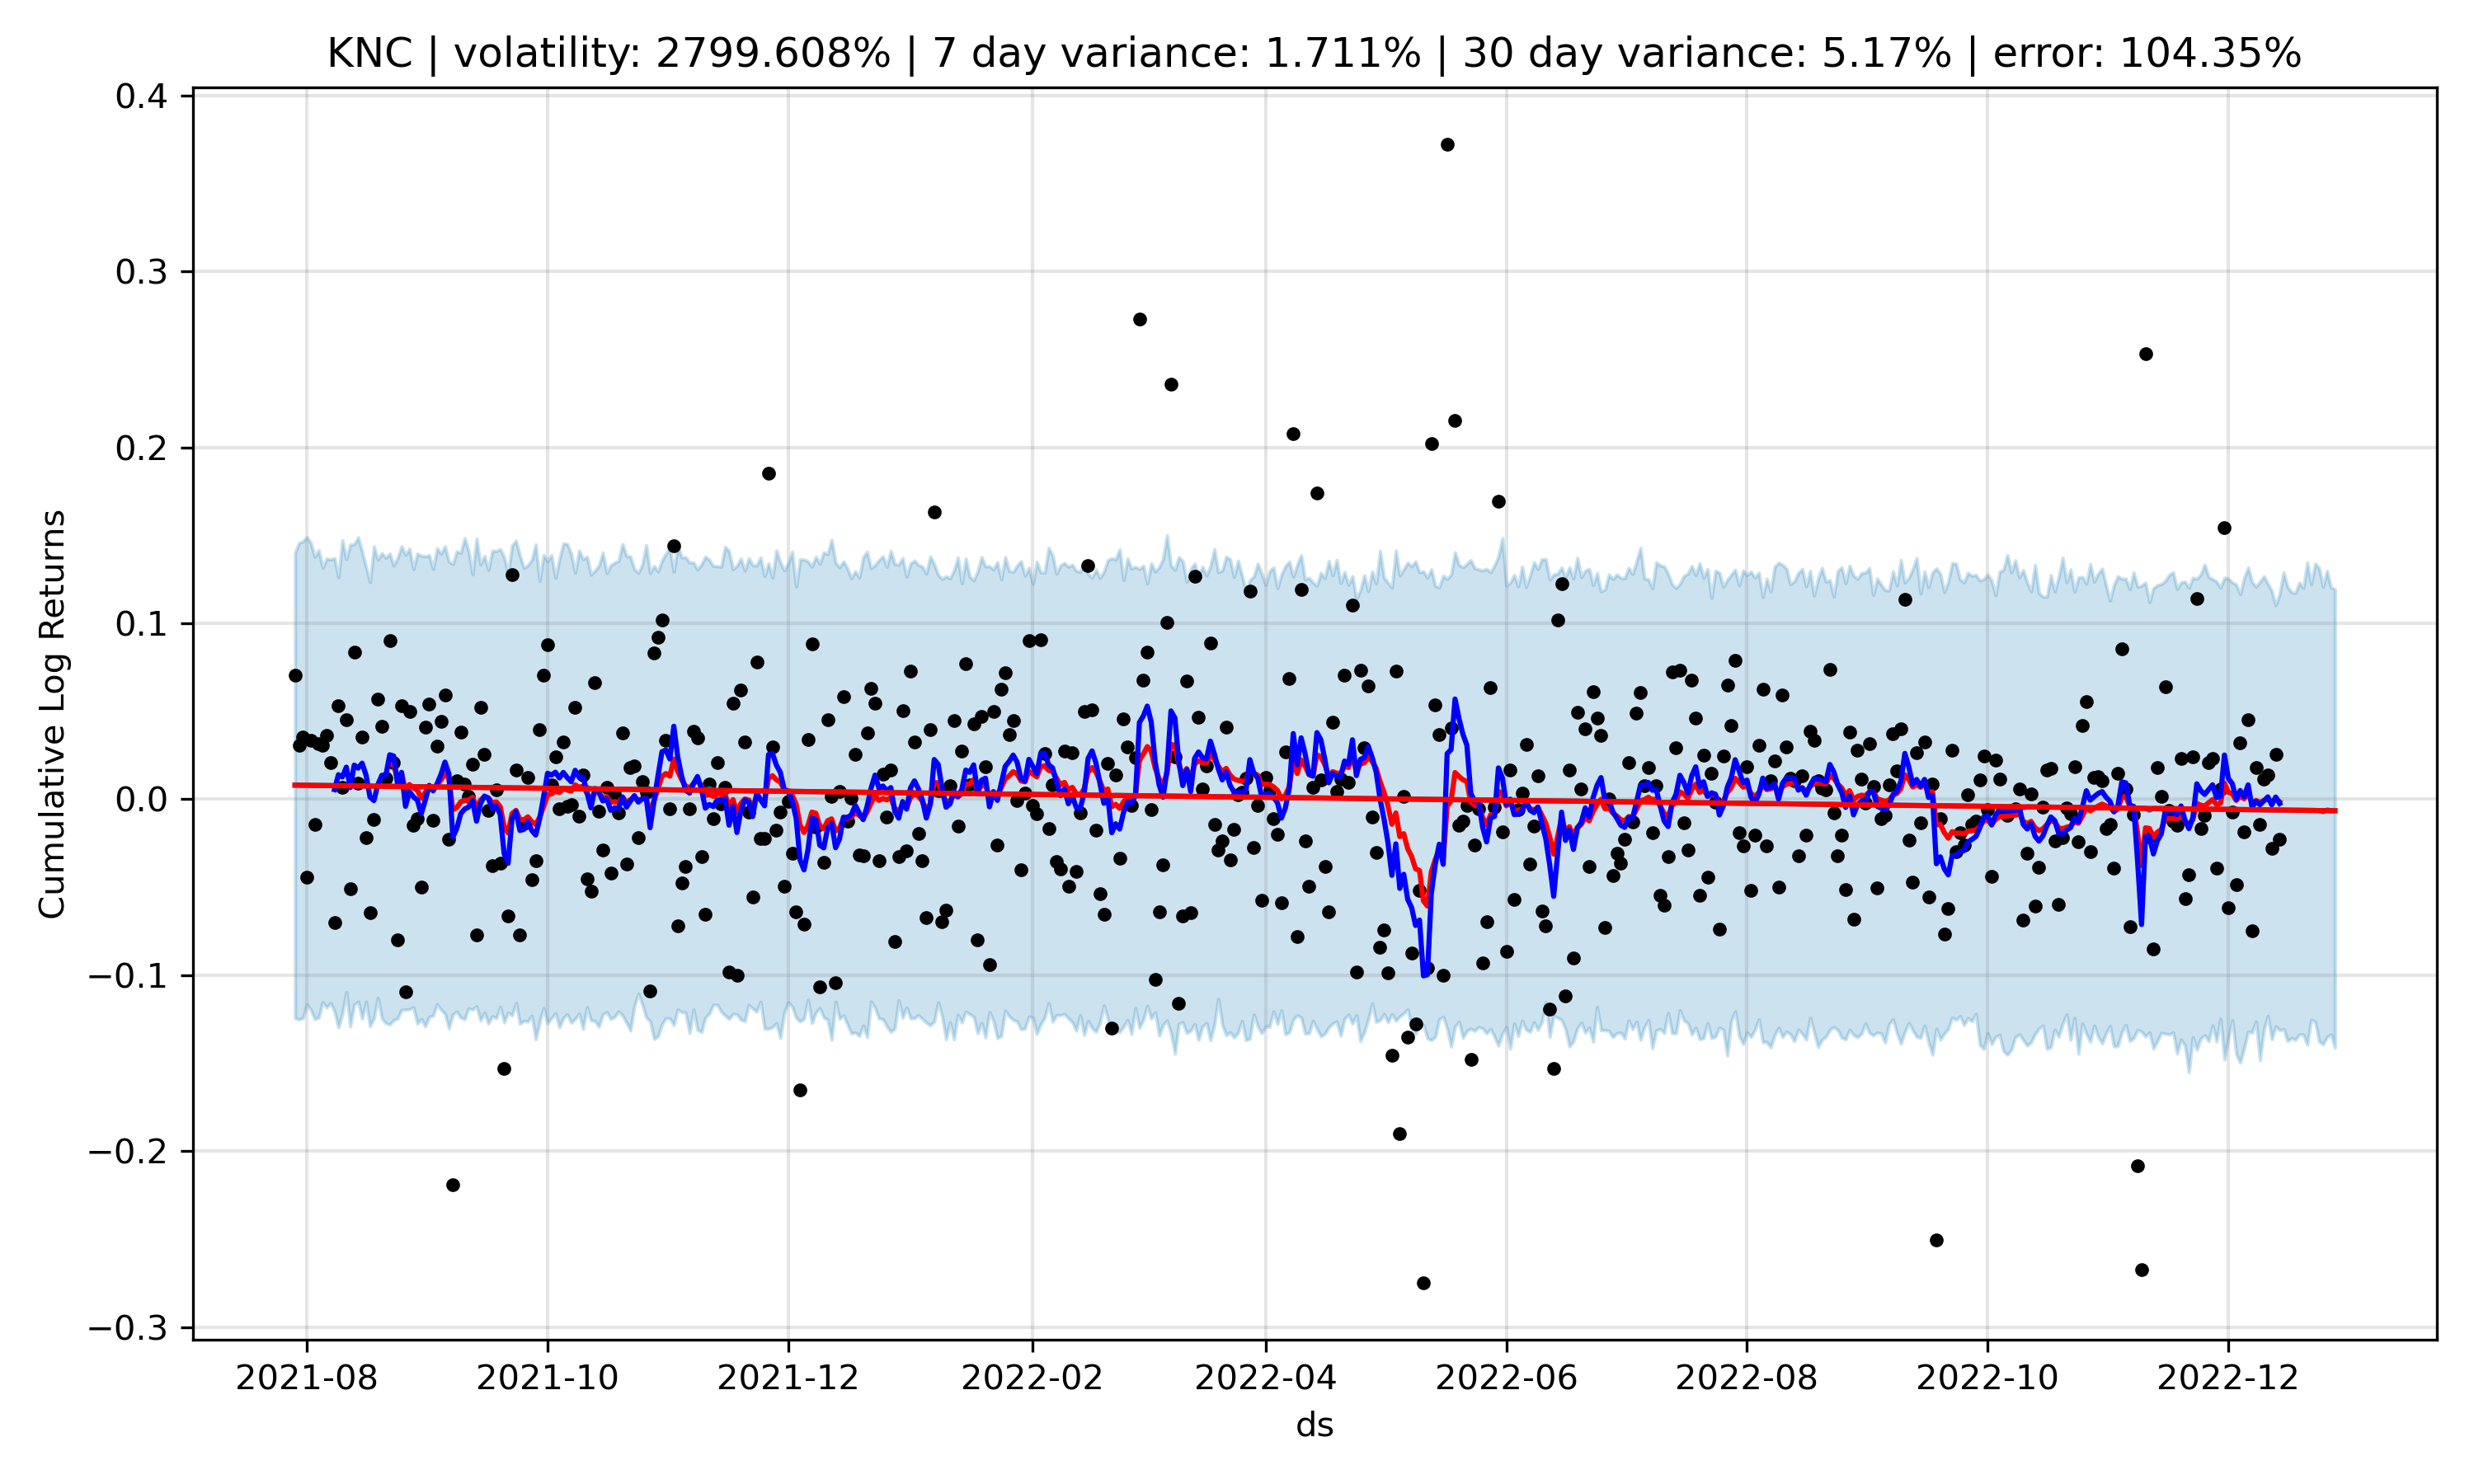 KNC | volatility: 2799.608% | 7 day variance: 1.711% | 30 day variance: 5.17% | error: 104.35%
0.4
0.3
0.2
0.1
0.0
−0.1
−0.2
−0.3
Cumulative Log Returns
2021-08 2021-10 2021-12 2022-02 2022-04 2022-06 2022-08 2022-10 2022-12
ds